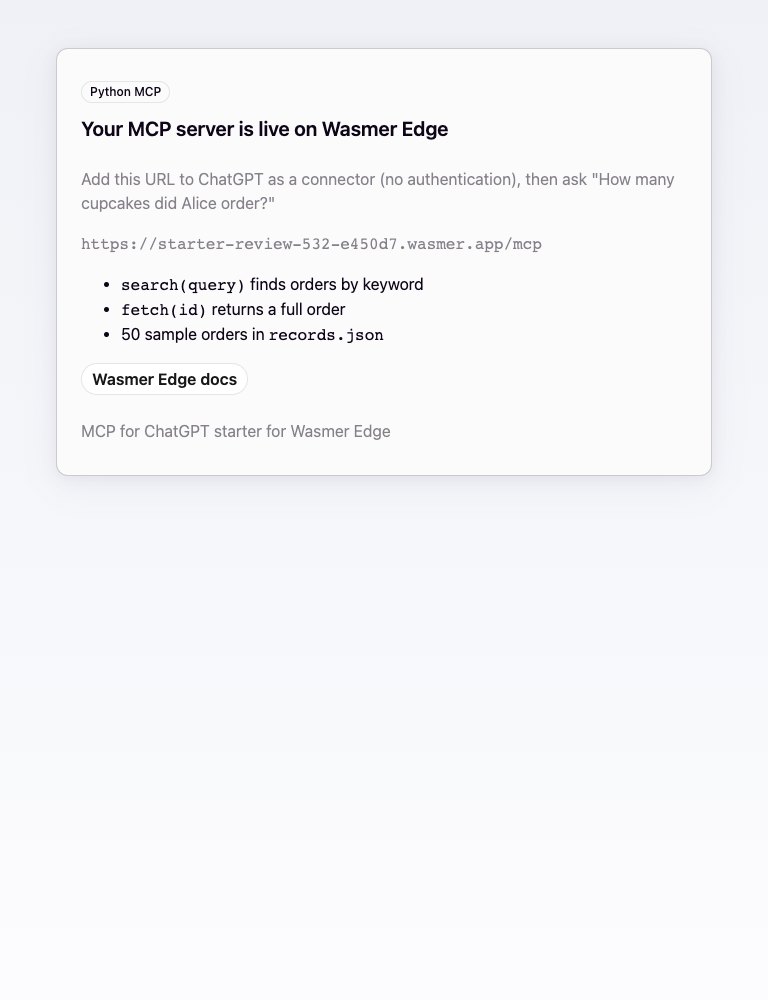 Python MCP
Your MCP server is live on Wasmer Edge
Add this URL to ChatGPT as a connector (no authentication), then ask "How many
cupcakes did Alice order?"
https://starter-review-532-e450d7.wasmer.app/mcp
• search(query) finds orders by keyword
• fetch(id) returns a full order
• 50 sample orders in records.json
Wasmer Edge docs
MCP for ChatGPT starter for Wasmer Edge